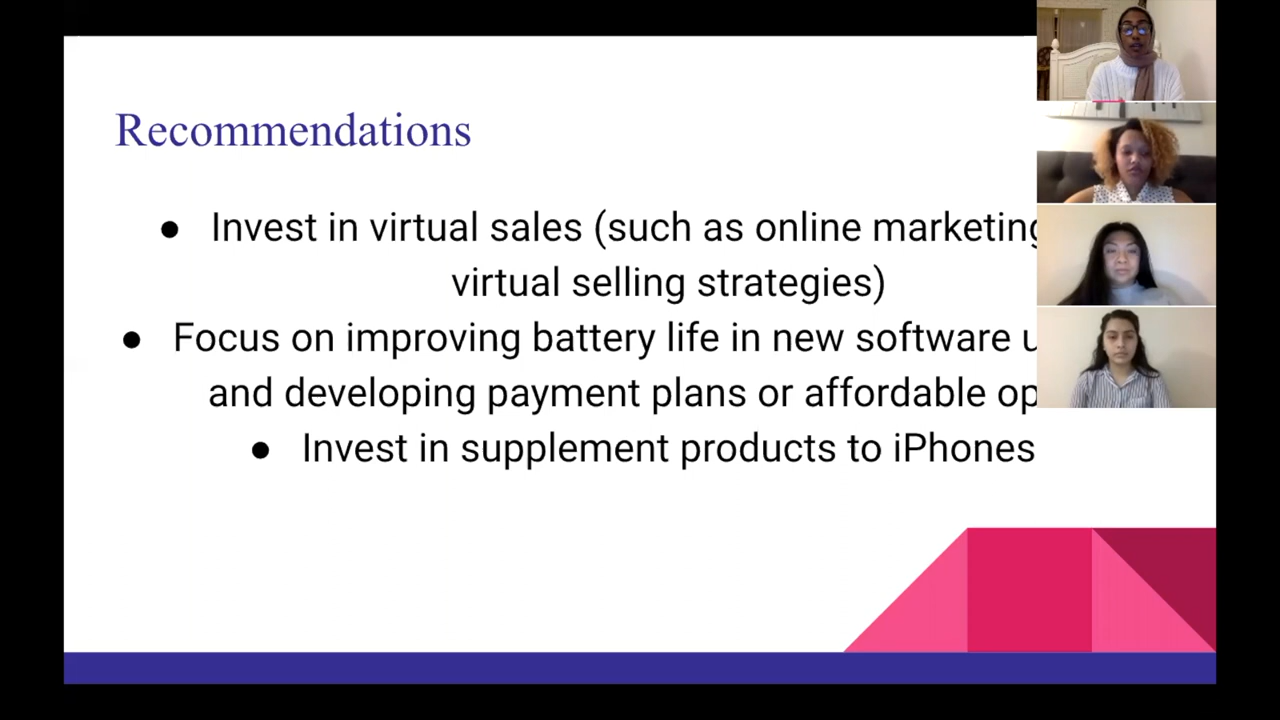 Recommendations
● Invest in virtual sales (such as online marketing
virtual selling strategies)
● Focus on improving battery life in new software
and developing payment plans or affordable
● Invest in supplement products to iPhones